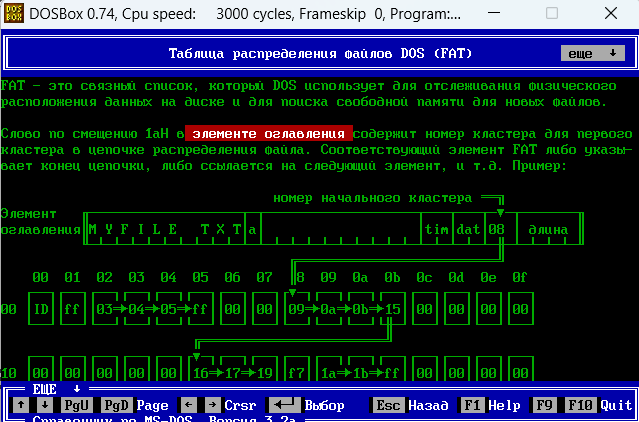 DOSBox 0.74, Cpu speed: 3000 cycles, Frameskip 0, Program:...
Таблица распределения файлов DOS (FAT)
еще ↓
FAT - это связный список, который DOS использует для отслеживания физического
расположения данных на диске и для поиска свободной памяти для новых файлов.
Слово по смещению 1aH в элементе оглавления содержит номер кластера для первого
кластера в цепочке распределения файла. Соответствующий элемент FAT либо указы-
вает конец цепочки, либо ссылается на следующий элемент, и т.д. Пример:
номер начального кластера
Элемент
оглавления M Y F I L E T X T a tim dat 08 длина
00 01 02 03 04 05 06 07 8 09 0a 0b 0c 0d 0e 0f
00 ID ff 03 04 05 ff 00 00 09 0a 0b 15 00 00 00 00
10 00 00 00 00 00 16 17 19 f7 1a 1b ff 00 00 00 00
ЕЩЕ ↓
↑ ↓ PgU PgD Page ← → Crsr ←┘ Выбор Esc Назад F1 Help F9 F10 Quit
Справочник по MS-DOS, Версия 3.2a